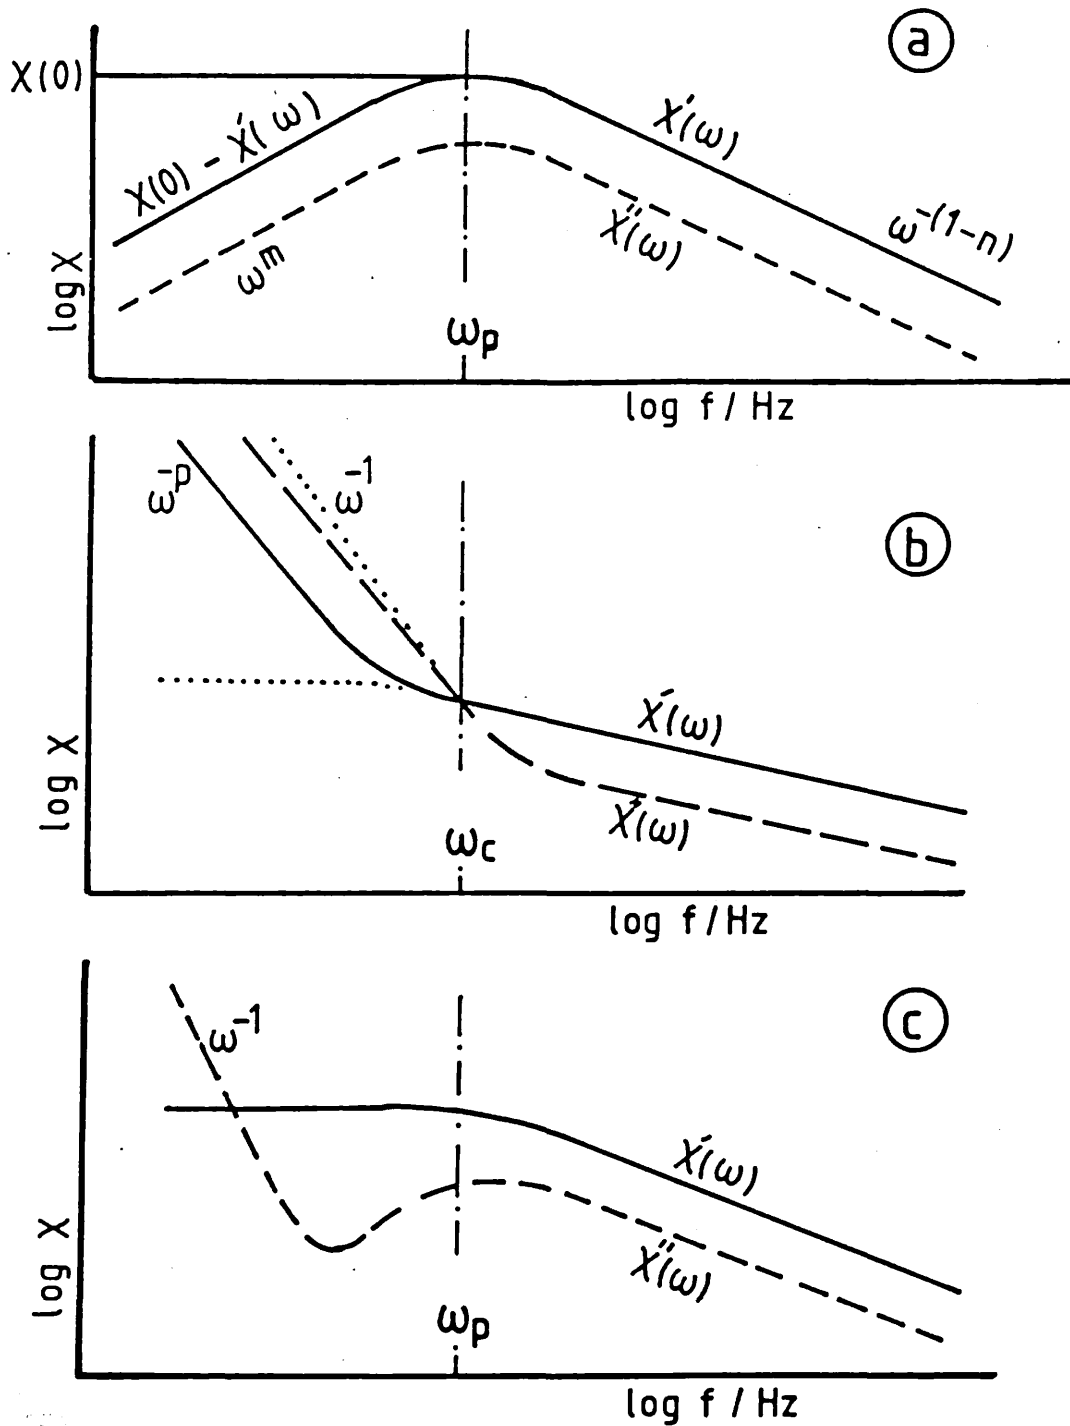 a
χ(0)
χ(0) - χ'(ω)
χ'(ω)
χ''(ω)
ω^m
ω^-(1-n)
log χ
ω_p
log f / Hz
b
ω^-p
ω^-1
χ'(ω)
χ''(ω)
log χ
ω_c
log f / Hz
c
ω^-1
χ'(ω)
χ''(ω)
log χ
ω_p
log f / Hz